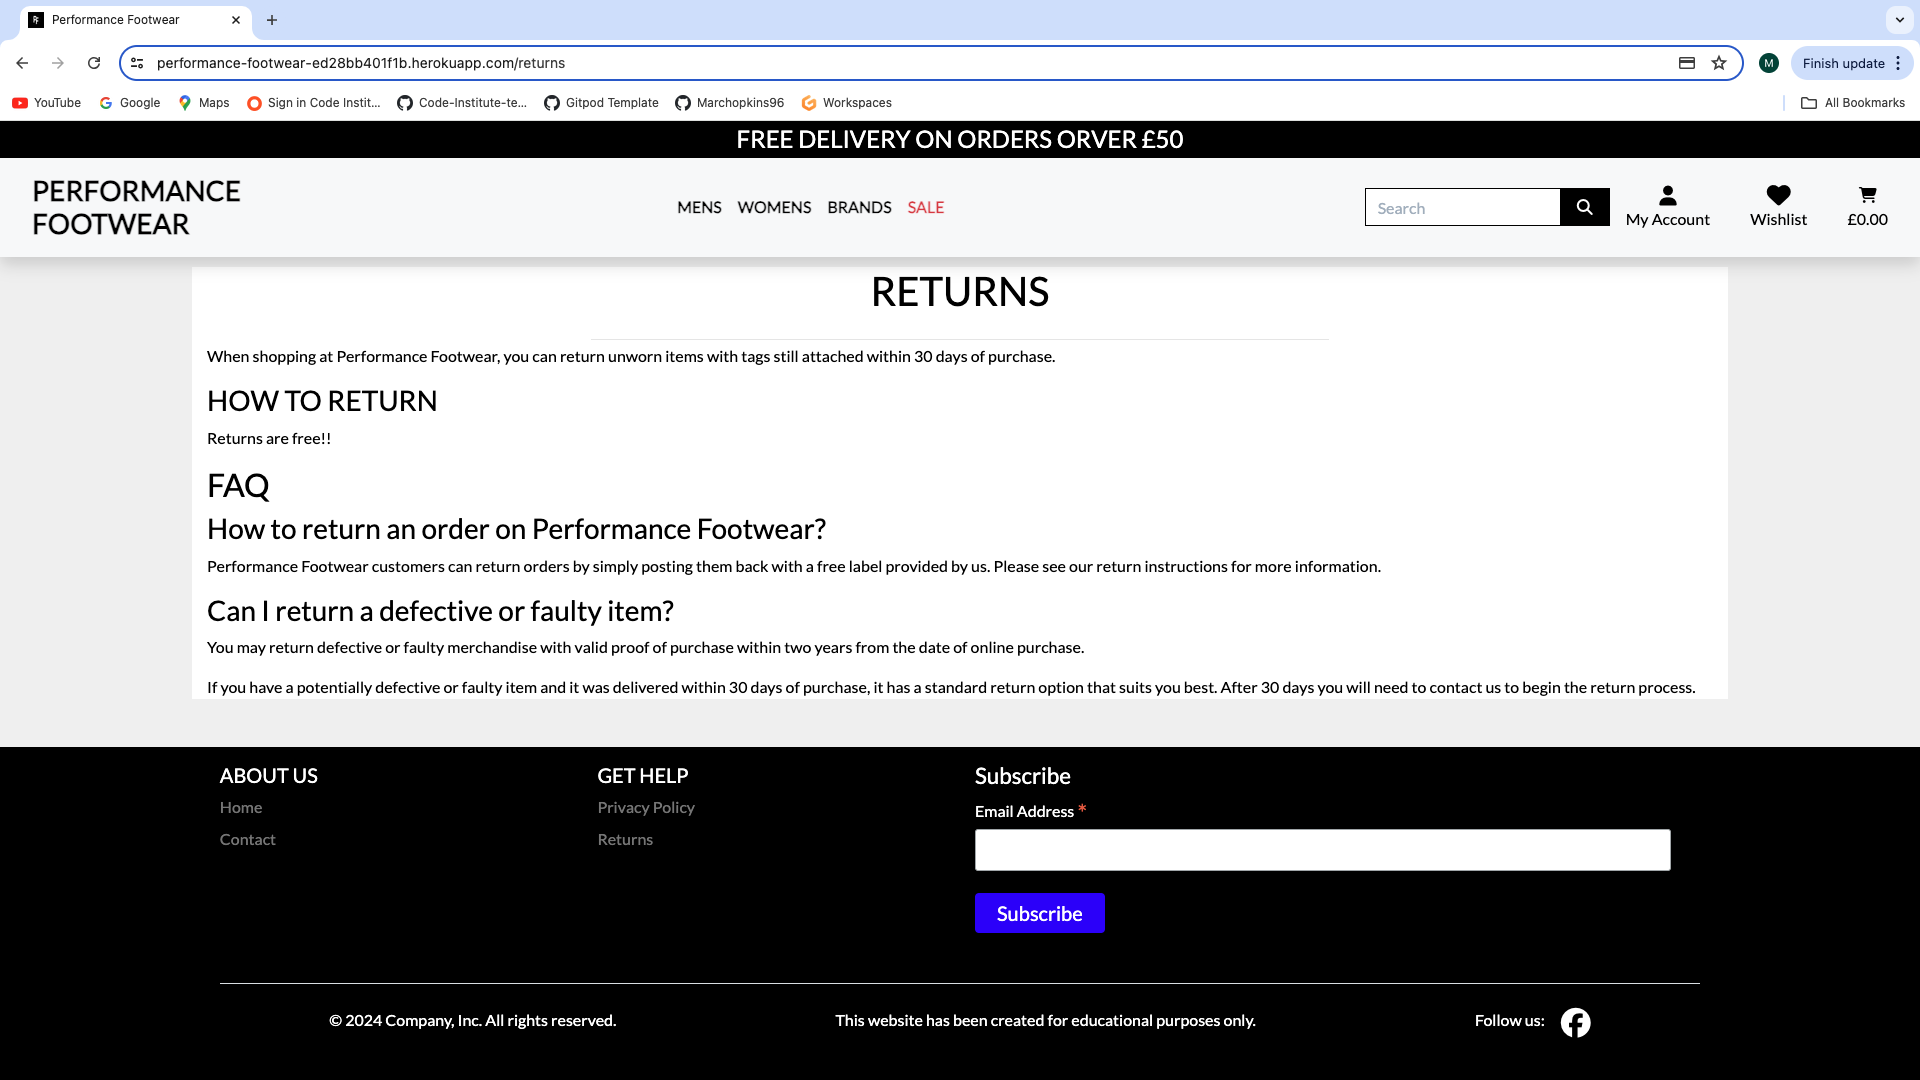 Performance Footwear
performance-footwear-ed28bb401f1b.herokuapp.com/returns
M
Finish update
YouTube
Google
Maps
Sign in Code Instit...
Code-Institute-te...
Gitpod Template
Marchopkins96
Workspaces
All Bookmarks
FREE DELIVERY ON ORDERS ORVER £50
PERFORMANCE
FOOTWEAR
MENS WOMENS BRANDS SALE
Search
My Account
Wishlist
£0.00
RETURNS
When shopping at Performance Footwear, you can return unworn items with tags still attached within 30 days of purchase.
HOW TO RETURN
Returns are free!!
FAQ
How to return an order on Performance Footwear?
Performance Footwear customers can return orders by simply posting them back with a free label provided by us. Please see our return instructions for more information.
Can I return a defective or faulty item?
You may return defective or faulty merchandise with valid proof of purchase within two years from the date of online purchase.
If you have a potentially defective or faulty item and it was delivered within 30 days of purchase, it has a standard return option that suits you best. After 30 days you will need to contact us to begin the return process.
ABOUT US
Home
Contact
GET HELP
Privacy Policy
Returns
Subscribe
Email Address *
Subscribe
© 2024 Company, Inc. All rights reserved.
This website has been created for educational purposes only.
Follow us: